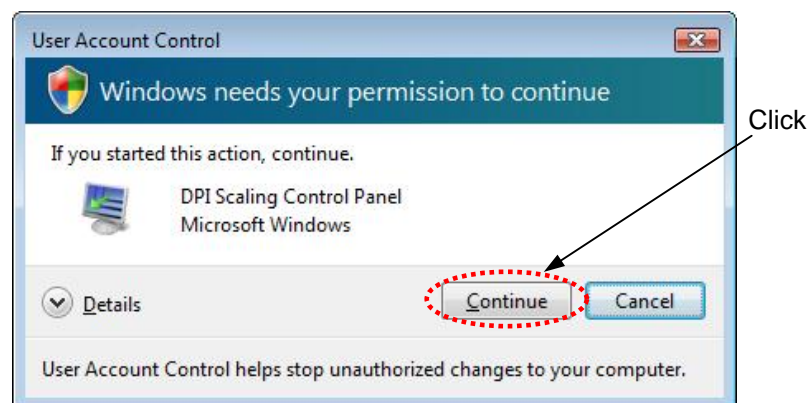 User Account Control
Windows needs your permission to continue
Click
If you started this action, continue.
DPI Scaling Control Panel
Microsoft Windows
Details
Continue
Cancel
User Account Control helps stop unauthorized changes to your computer.